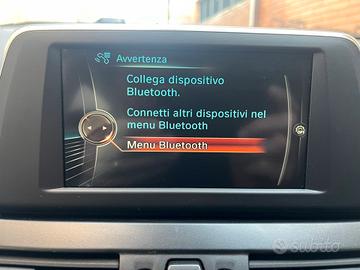 Avvertenza
Collega dispositivo
Bluetooth.
Connetti altri dispositivi nel
menu Bluetooth
Menu Bluetooth
subito